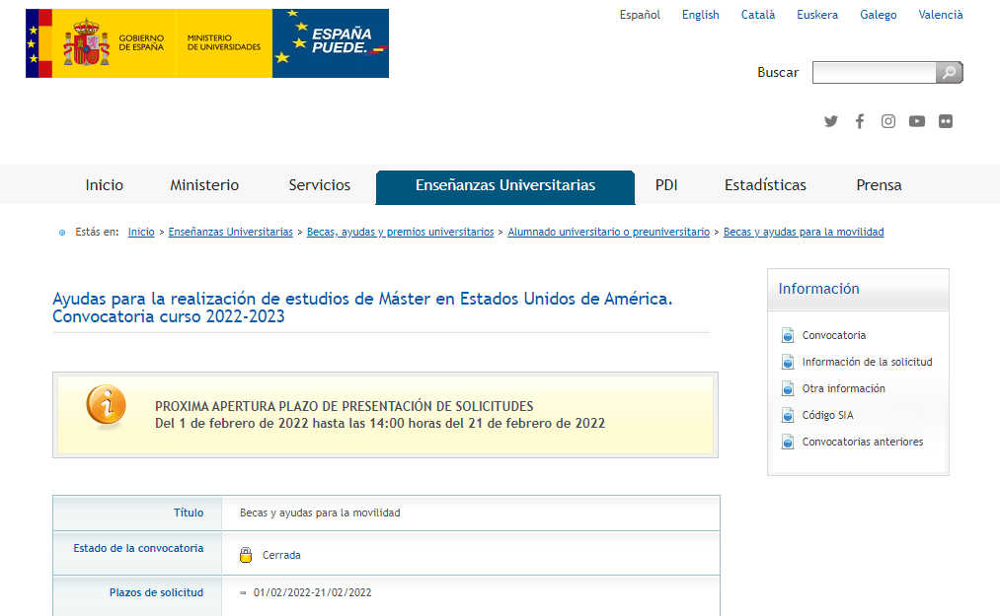 Español English Català Euskera Galego Valencià
GOBIERNO
DE ESPAÑA
MINISTERIO
DE UNIVERSIDADES
ESPAÑA
PUEDE.
Buscar
Inicio Ministerio Servicios Enseñanzas Universitarias PDI Estadísticas Prensa
Estás en: Inicio > Enseñanzas Universitarias > Becas, ayudas y premios universitarios > Alumnado universitario o preuniversitario > Becas y ayudas para la movilidad
Ayudas para la realización de estudios de Máster en Estados Unidos de América.
Convocatoria curso 2022-2023
PROXIMA APERTURA PLAZO DE PRESENTACIÓN DE SOLICITUDES
Del 1 de febrero de 2022 hasta las 14:00 horas del 21 de febrero de 2022
Título Becas y ayudas para la movilidad
Estado de la convocatoria Cerrada
Plazos de solicitud 01/02/2022-21/02/2022
Información
Convocatoria
Información de la solicitud
Otra información
Código SIA
Convocatorias anteriores